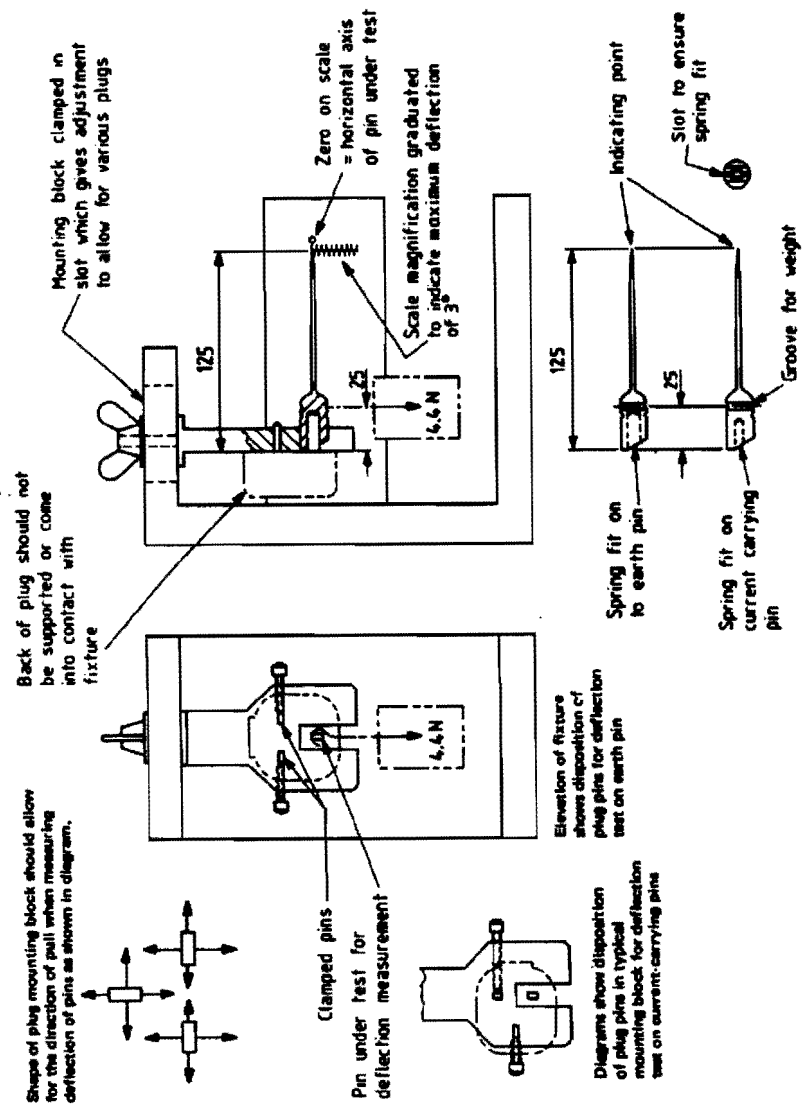 Shape of plug mounting block should allow
for the direction of pull when measuring
deflection of pins as shown in diagram.
Back of plug should not
be supported or come
into contact with
fixture
Mounting block clamped in
slot which gives adjustment
to allow for various plugs
125
Zero on scale
= horizontal axis
of pin under test
Scale magnification graduated
to indicate maximum deflection
of 3°
25
4.4 N
Clamped pins
Pin under test for
deflection measurement
4.4 N
Elevation of fixture
shows disposition of
plug pins for deflection
test on earth pin
Diagrams show disposition
of plug pins in typical
mounting block for deflection
test on current-carrying pins
125
25
Spring fit on
to earth pin
Spring fit on
current carrying
pin
Indicating point
Slot to ensure
spring fit
Groove for weight